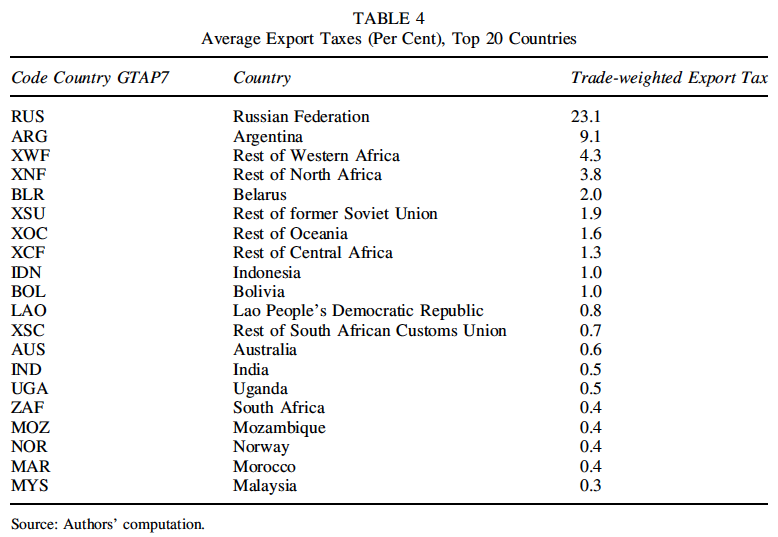 TABLE 4
Average Export Taxes (Per Cent), Top 20 Countries
Code Country GTAP7 Country Trade-weighted Export Tax
RUS Russian Federation 23.1
ARG Argentina 9.1
XWF Rest of Western Africa 4.3
XNF Rest of North Africa 3.8
BLR Belarus 2.0
XSU Rest of former Soviet Union 1.9
XOC Rest of Oceania 1.6
XCF Rest of Central Africa 1.3
IDN Indonesia 1.0
BOL Bolivia 1.0
LAO Lao People's Democratic Republic 0.8
XSC Rest of South African Customs Union 0.7
AUS Australia 0.6
IND India 0.5
UGA Uganda 0.5
ZAF South Africa 0.4
MOZ Mozambique 0.4
NOR Norway 0.4
MAR Morocco 0.4
MYS Malaysia 0.3
Source: Authors' computation.